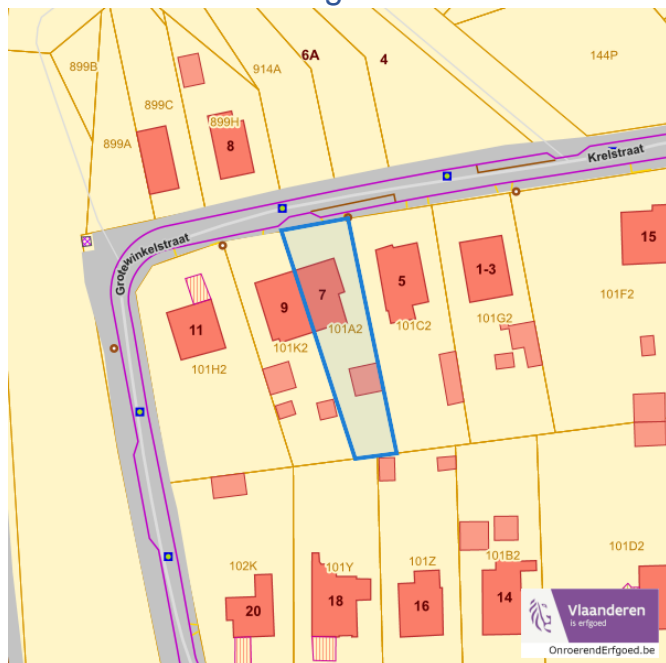 6A
4
144P
899B
914A
899C
899H
8
899A
Krelstraat
Grotewinkelstraat
15
5
1-3
7
9
11
101A2
101C2
101G2
101F2
101K2
101H2
102K
101Y
101Z
101B2
101D2
20
18
16
14
Vlaanderen
is erfgoed
OnroerendErfgoed.be